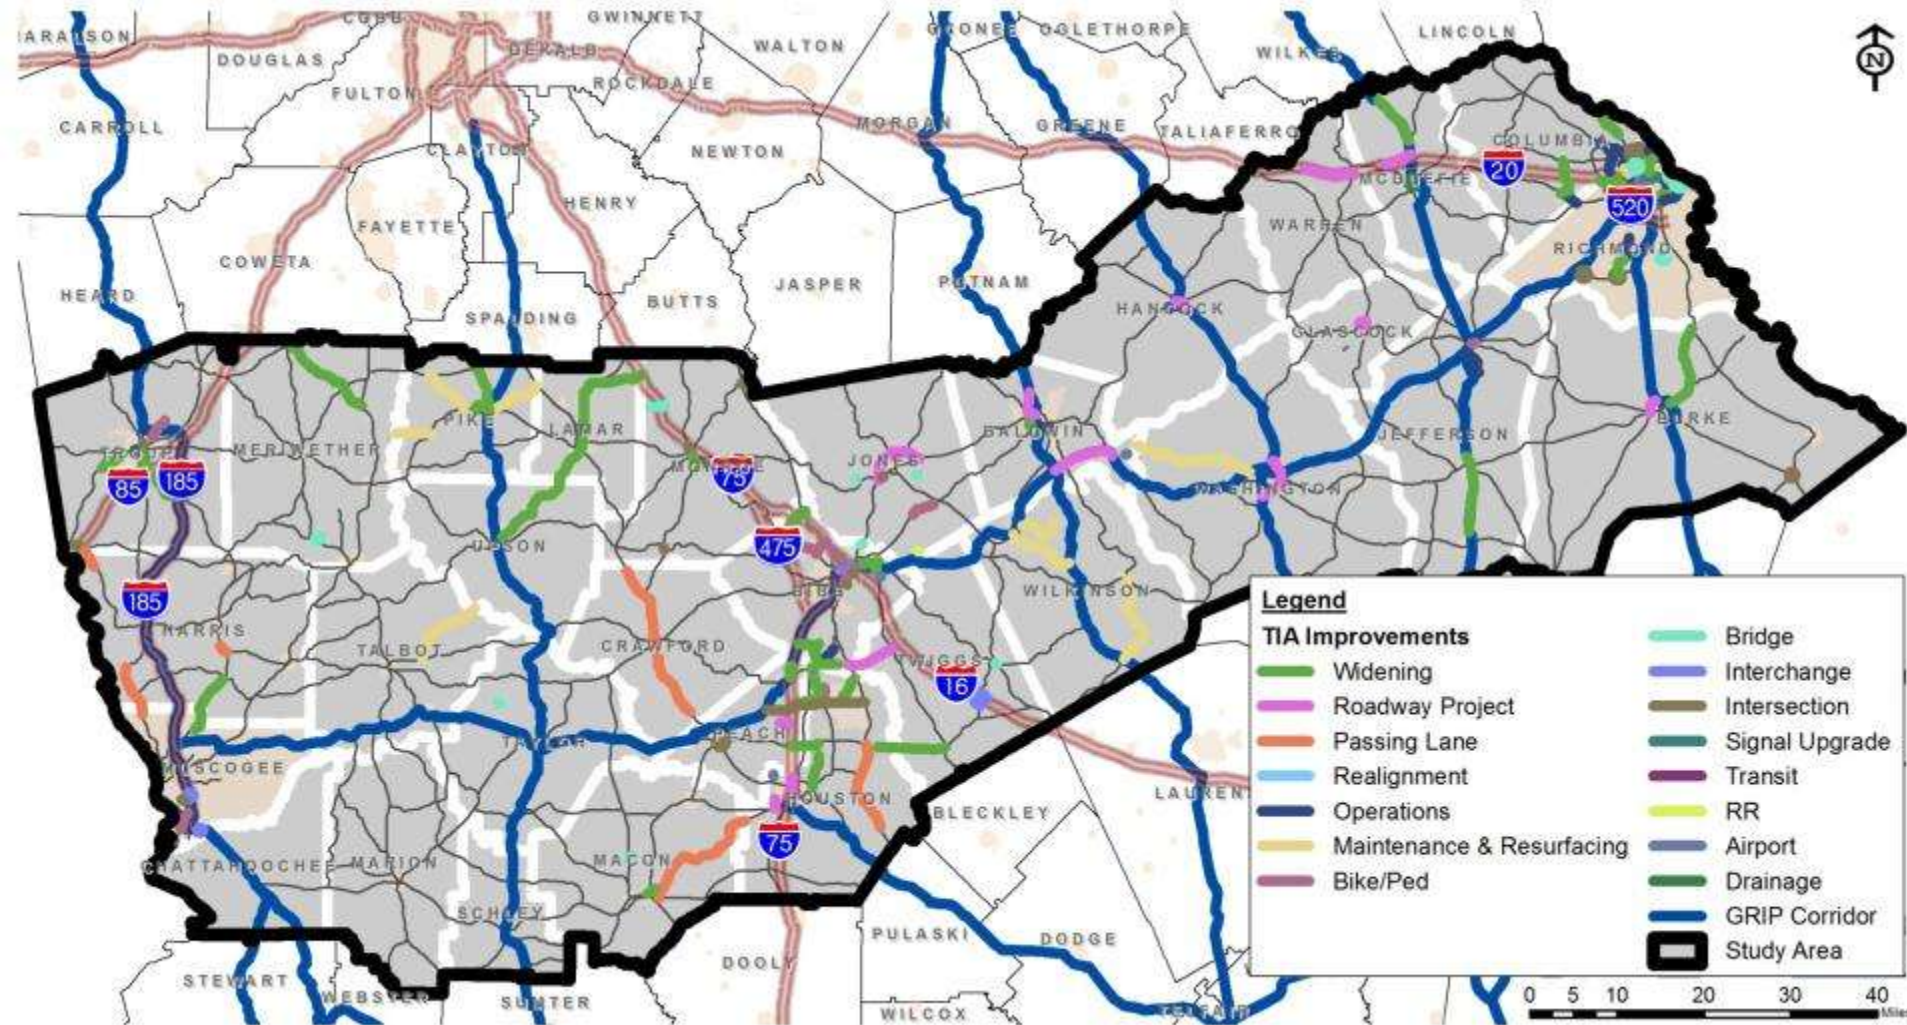 COBB
GWINNETT
OCONEE
OGLETHORPE
LINCOLN
N
DEKALB
WALTON
WILKES
DOUGLAS
ROCKDALE
FULTON
CARROLL
MORGAN
GREENE
TALIAFERRO
COLUMBIA
CLAYTON
NEWTON
20
MCDUFFIE
HENRY
520
FAYETTE
WARREN
RICHMOND
COWETA
HEARD
BUTTS
JASPER
PUTNAM
HANCOCK
SPALDING
GLASCOCK
PIKE
LAMAR
BALDWIN
BURKE
JEFFERSON
TROUP
MERIWETHER
MONROE
JONES
85
185
75
WASHINGTON
UPSON
475
BIBB
WILKINSON
185
HARRIS
TALBOT
CRAWFORD
TWIGGS
16
TAYLOR
PEACH
MUSCOGEE
HOUSTON
BLECKLEY
LAUREN
75
CHATTAHOOCHEE
MARION
MACON
SCHLEY
PULASKI
DODGE
DOOLY
STEWART
WEBSTER
SUMTER
WILCOX
TELFAIR
Legend
TIA Improvements
Widening
Roadway Project
Passing Lane
Realignment
Operations
Maintenance & Resurfacing
Bike/Ped
Bridge
Interchange
Intersection
Signal Upgrade
Transit
RR
Airport
Drainage
GRIP Corridor
Study Area
0 5 10 20 30 40
Miles